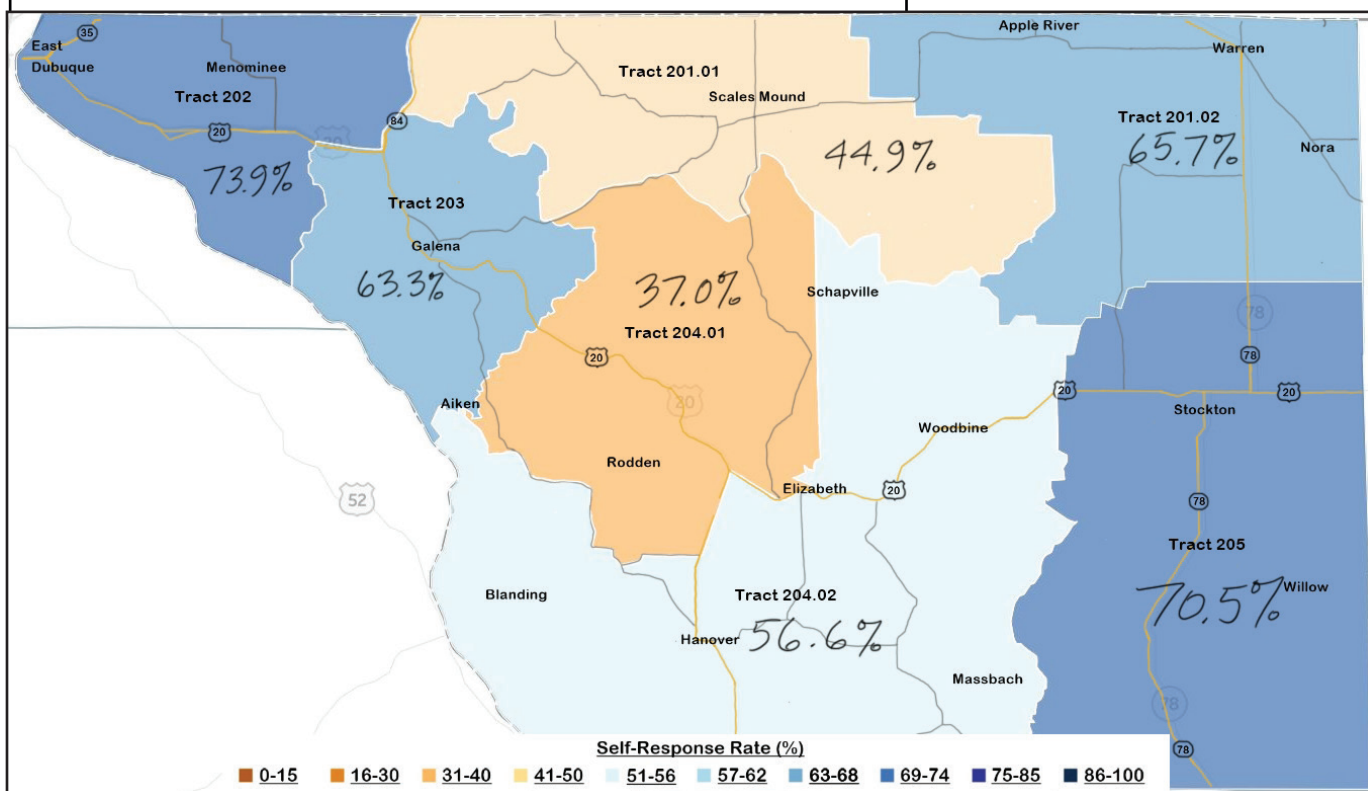 35
East
Dubuque
Menominee
Tract 202
20
20
84
73.9%
Tract 203
Galena
63.3%
Tract 201.01
Scales Mound
44.9%
Apple River
Warren
Tract 201.02
65.7%
Nora
37.0%
Tract 204.01
20
20
Schapville
78
78
20
Stockton
20
Aiken
Rodden
Woodbine
Elizabeth
20
52
78
Tract 205
70.5%
Willow
Blanding
Tract 204.02
Hanover
56.6%
Massbach
78
78
Self-Response Rate (%)
0-15 16-30 31-40 41-50 51-56 57-62 63-68 69-74 75-85 86-100